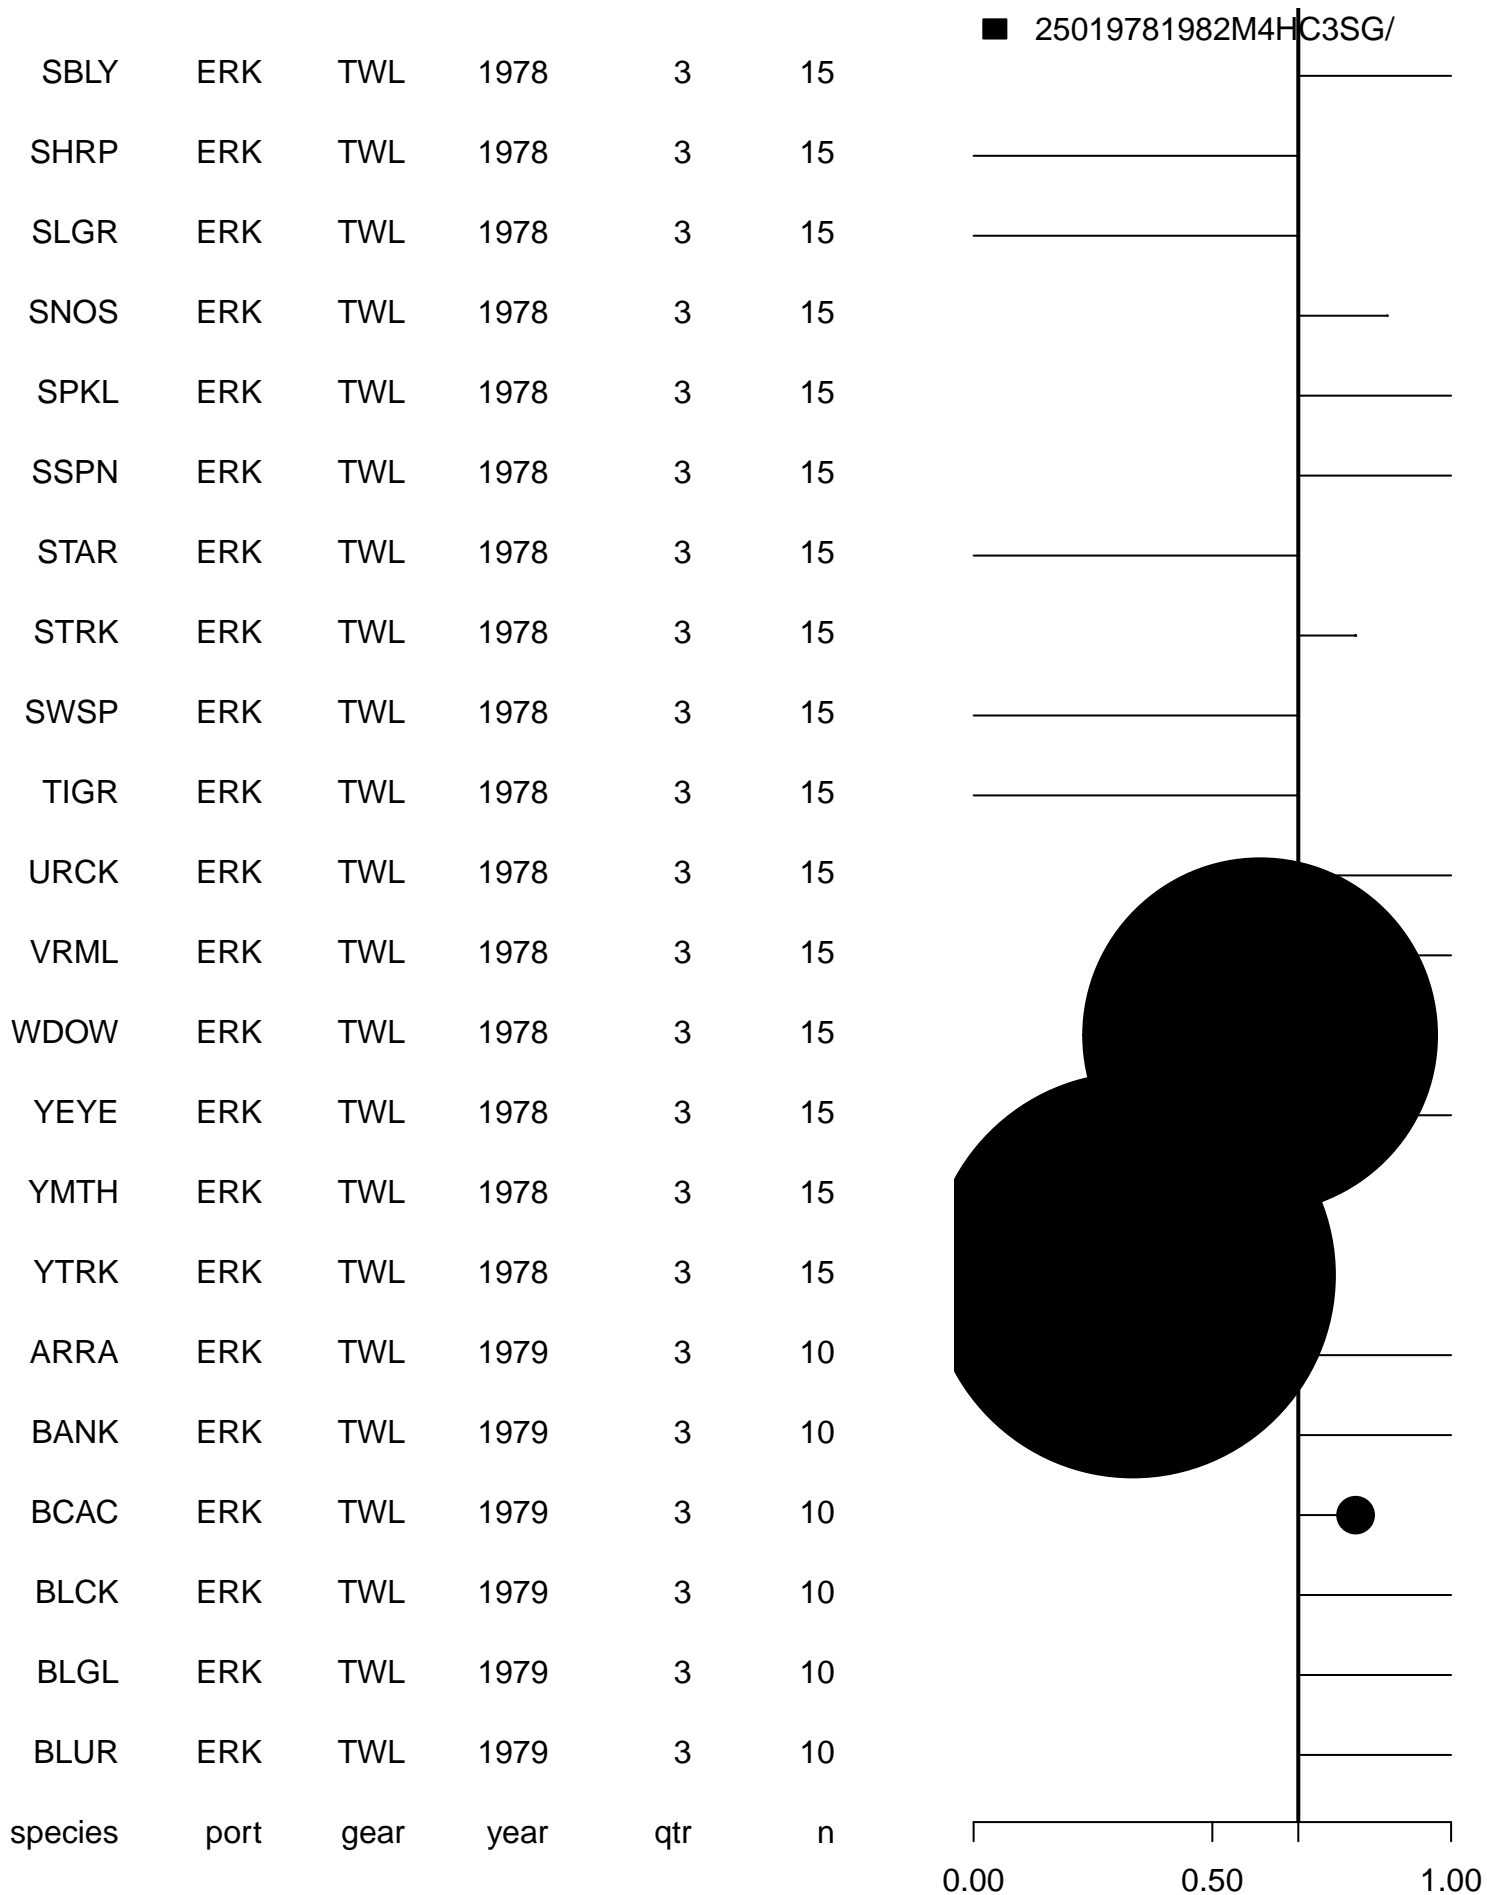 25019781982M4HC3SG/
SBLY ERK TWL 1978 3 15
SHRP ERK TWL 1978 3 15
SLGR ERK TWL 1978 3 15
SNOS ERK TWL 1978 3 15
SPKL ERK TWL 1978 3 15
SSPN ERK TWL 1978 3 15
STAR ERK TWL 1978 3 15
STRK ERK TWL 1978 3 15
SWSP ERK TWL 1978 3 15
TIGR ERK TWL 1978 3 15
URCK ERK TWL 1978 3 15
VRML ERK TWL 1978 3 15
WDOW ERK TWL 1978 3 15
YEYE ERK TWL 1978 3 15
YMTH ERK TWL 1978 3 15
YTRK ERK TWL 1978 3 15
ARRA ERK TWL 1979 3 10
BANK ERK TWL 1979 3 10
BCAC ERK TWL 1979 3 10
BLCK ERK TWL 1979 3 10
BLGL ERK TWL 1979 3 10
BLUR ERK TWL 1979 3 10
species port gear year qtr n
0.00 0.50 1.00